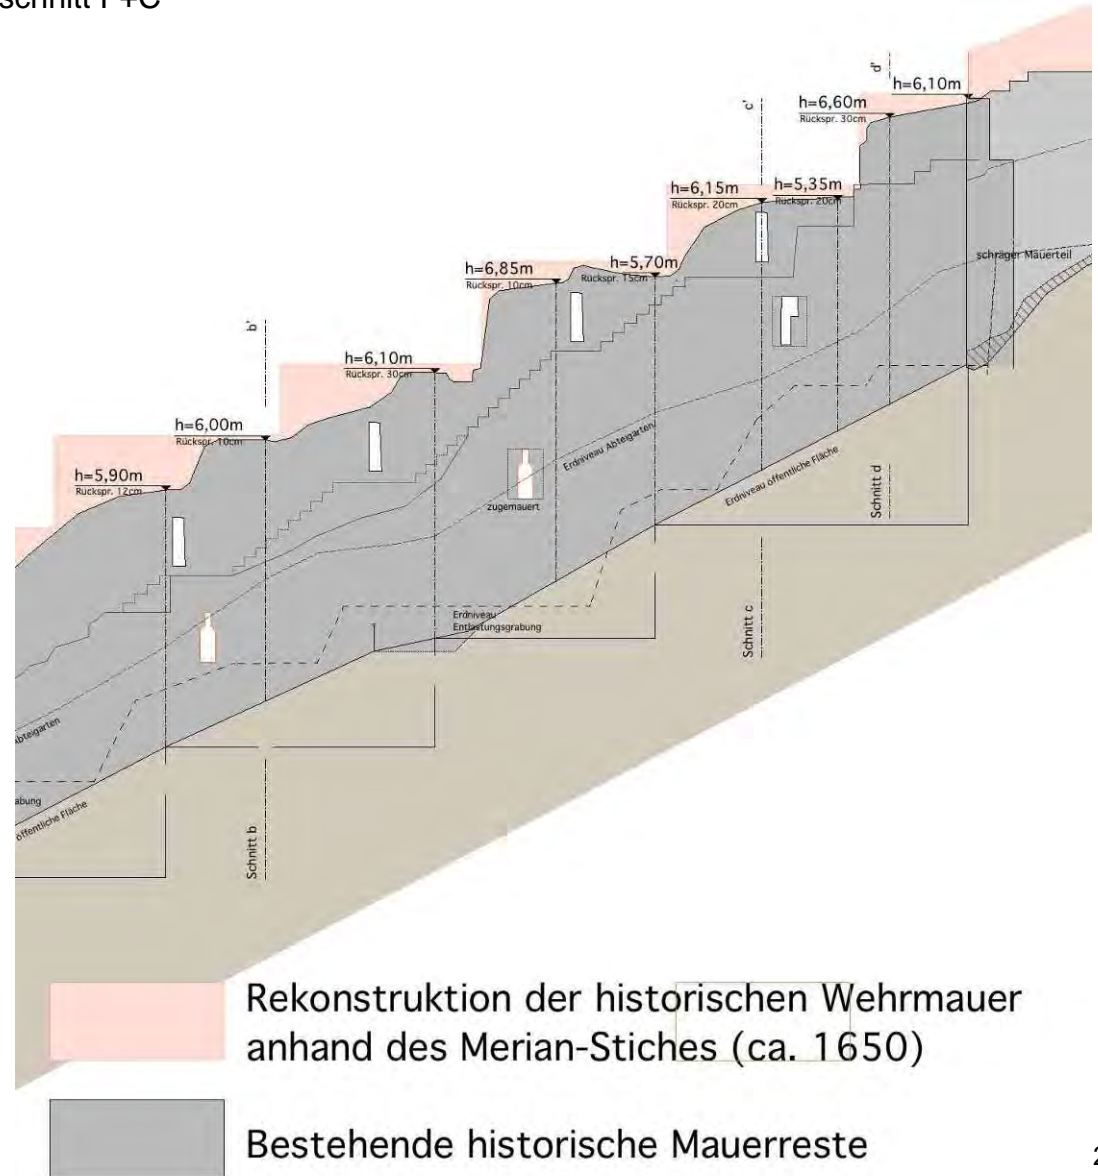 schnitt I +C
d'
h=6,10m
c'
h=6,60m
Rückspr. 30cm
h=6,15m
Rückspr. 20cm
h=5,35m
Rückspr. 20cm
schräger Mauerteil
h=6,85m
Rückspr. 10cm
h=5,70m
Rückspr. 15cm
b'
h=6,10m
Rückspr. 30cm
h=6,00m
Rückspr. 10cm
h=5,90m
Rückspr. 12cm
Erdniveau Abteigarten
zugemauert
Erdniveau öffentliche Fläche
Schnitt d
Erdniveau
Entlastungsgrabung
Schnitt c
Abteigarten
abung
öffentliche Fläche
Schnitt b
Rekonstruktion der historischen Wehrmauer
anhand des Merian-Stiches (ca. 1650)
Bestehende historische Mauerreste